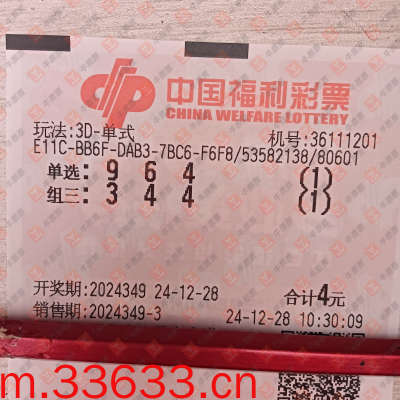 中国福利彩票
CHINA WELFARE LOTTERY
玩法:3D-单式 机号:36111201
E11C-BB6F-DAB3-7BC6-F6F8/53582138/80601
单选: 9 6 4 {1}
组三: 3 4 4 {1}
开奖期:2024349 24-12-28 合计4元
销售期:2024349-3 24-12-28 10:30:09
m.33633.cn